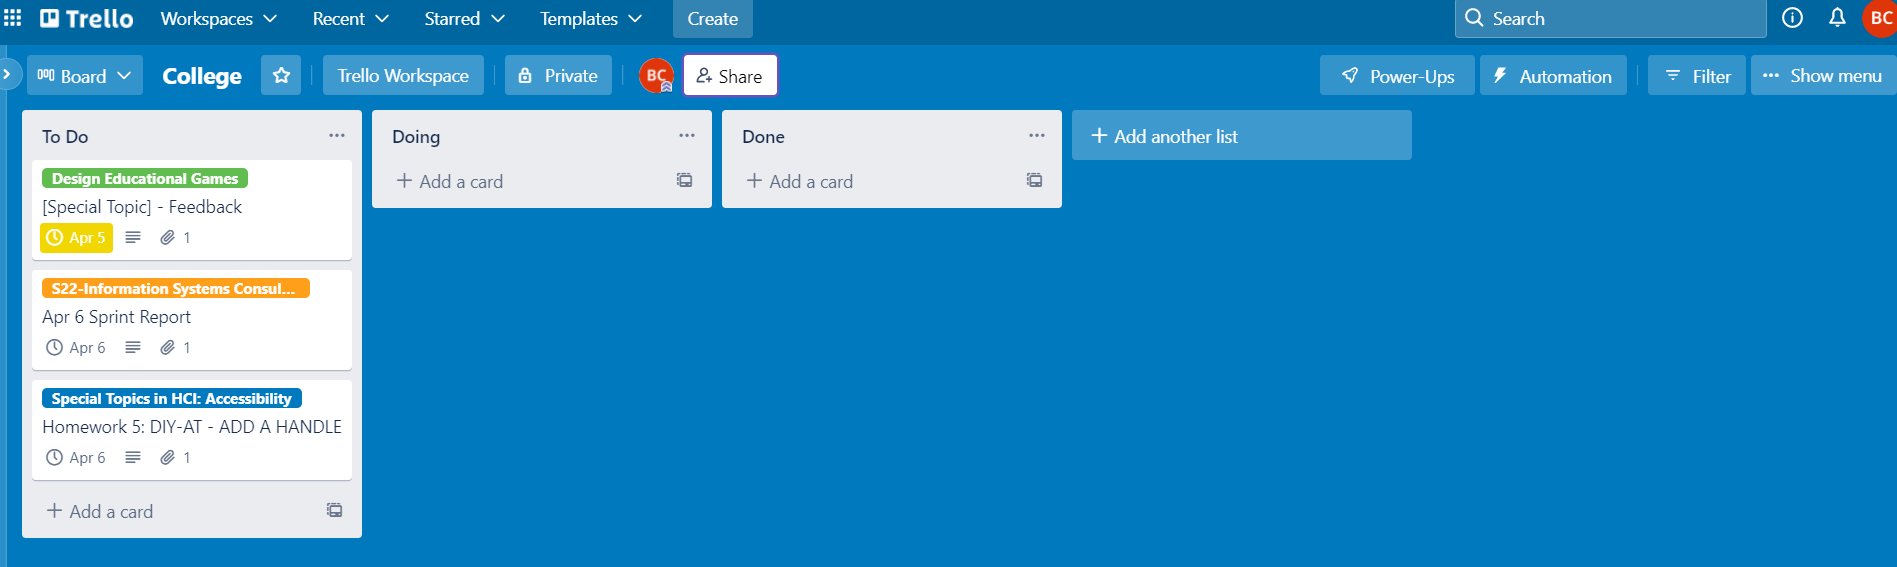 Trello Workspaces Recent Starred Templates Create Search BC
Board College Trello Workspace Private BC Share Power-Ups Automation Filter ••• Show menu
To Do
Design Educational Games
[Special Topic] - Feedback
Apr 5 1
S22-Information Systems Consul...
Apr 6 Sprint Report
Apr 6 1
Special Topics in HCI: Accessibility
Homework 5: DIY-AT - ADD A HANDLE
Apr 6 1
+ Add a card
Doing
+ Add a card
Done
+ Add a card
+ Add another list